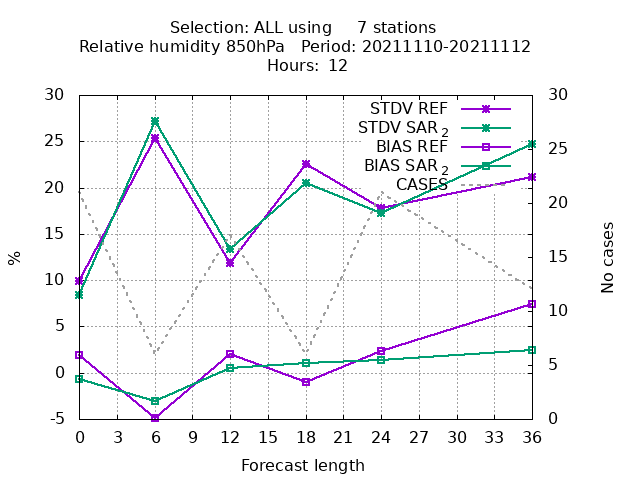 Selection: ALL using     7 stations
Relative humidity 850hPa   Period: 20211110-20211112
Hours: 12
30
25
20
15
10
5
0
-5
%
STDV REF
STDV SAR2
BIAS REF
BIAS SAR2
CASES
30
25
20
15
10
5
0
No cases
0 3 6 9 12 15 18 21 24 27 30 33 36
Forecast length